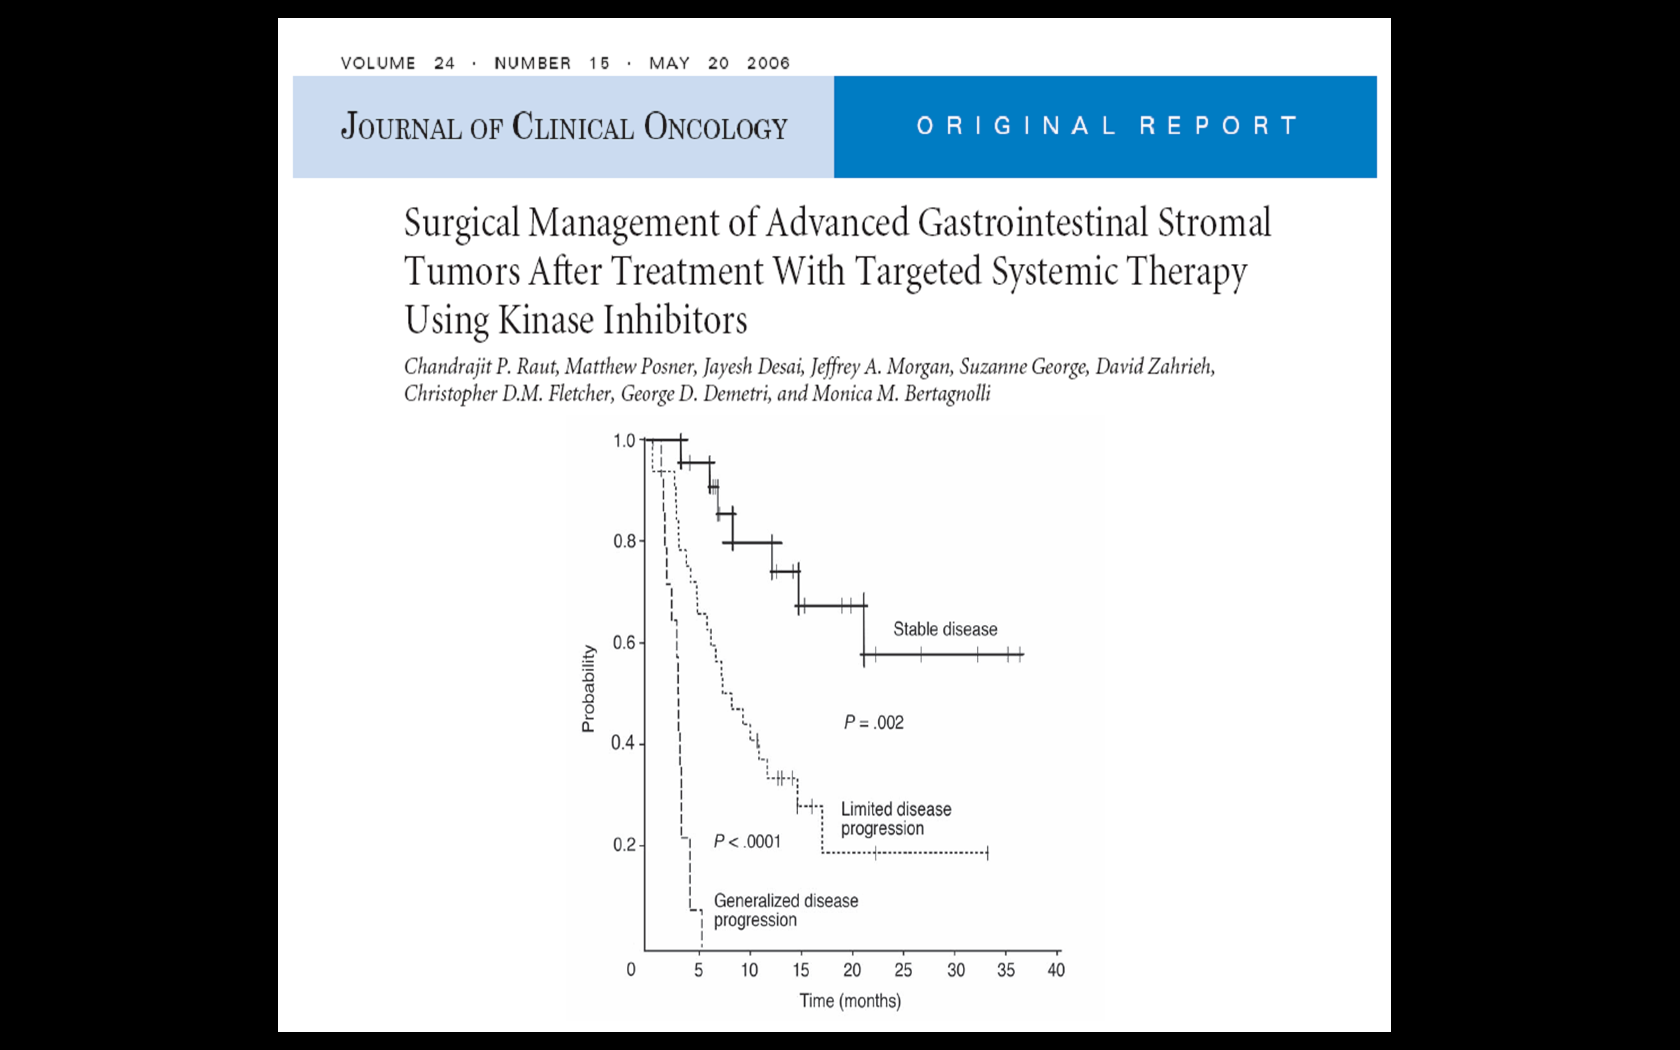 VOLUME 24 · NUMBER 15 · MAY 20 2006
JOURNAL OF CLINICAL ONCOLOGY
ORIGINAL REPORT
Surgical Management of Advanced Gastrointestinal Stromal
Tumors After Treatment With Targeted Systemic Therapy
Using Kinase Inhibitors
Chandrajit P. Raut, Matthew Posner, Jayesh Desai, Jeffrey A. Morgan, Suzanne George, David Zahrieh,
Christopher D.M. Fletcher, George D. Demetri, and Monica M. Bertagnolli
1.0
0.8
0.6
0.4
0.2
Probability
Stable disease
P = .002
Limited disease
progression
P < .0001
Generalized disease
progression
0 5 10 15 20 25 30 35 40
Time (months)